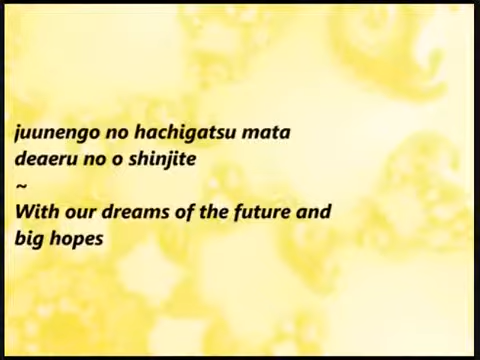 juunengo no hachigatsu mata
deaeru no o shinjite
~
With our dreams of the future and
big hopes